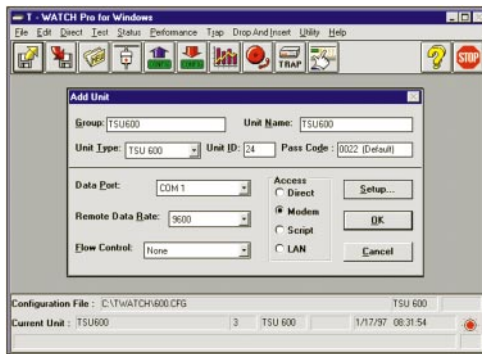 T - WATCH Pro for Windows
File Edit Direct Test Status Performance Trap Drop And Insert Utility Help
CONFIG CONFIG TRAP ? STOP
Add Unit
Group: TSU600 Unit Name: TSU600
Unit Type: TSU 600 Unit ID: 24 Pass Code : 0022 (Default)
Data Port: COM 1
Remote Data Rate: 9600
Flow Control: None
Access
Direct
Modem
Script
LAN
Setup...
OK
Cancel
Configuration File : C:\TWATCH\600.CFG TSU 600
Current Unit : TSU600 3 TSU 600 1/17/97 08:31:54